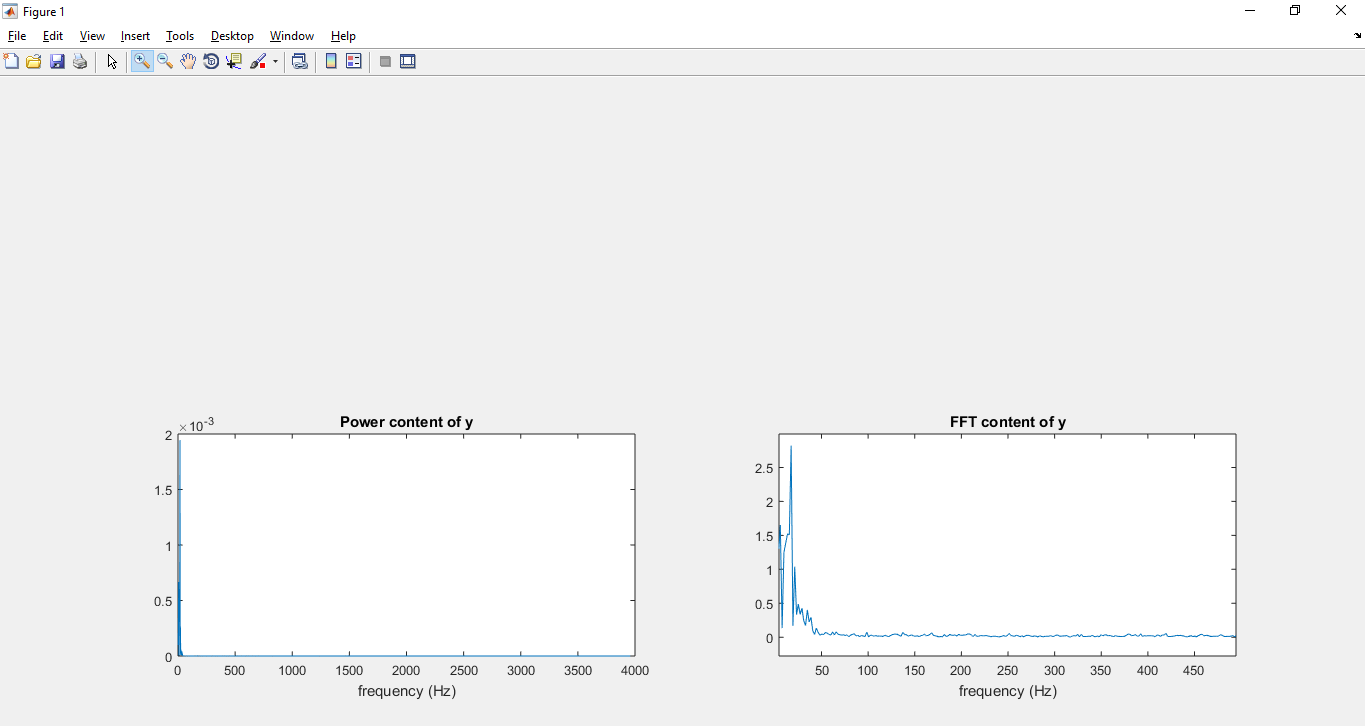 Figure 1
File Edit View Insert Tools Desktop Window Help
Power content of y
×10-3
2
1.5
1
0.5
0
0 500 1000 1500 2000 2500 3000 3500 4000
frequency (Hz)
FFT content of y
2.5
2
1.5
1
0.5
0
50 100 150 200 250 300 350 400 450
frequency (Hz)